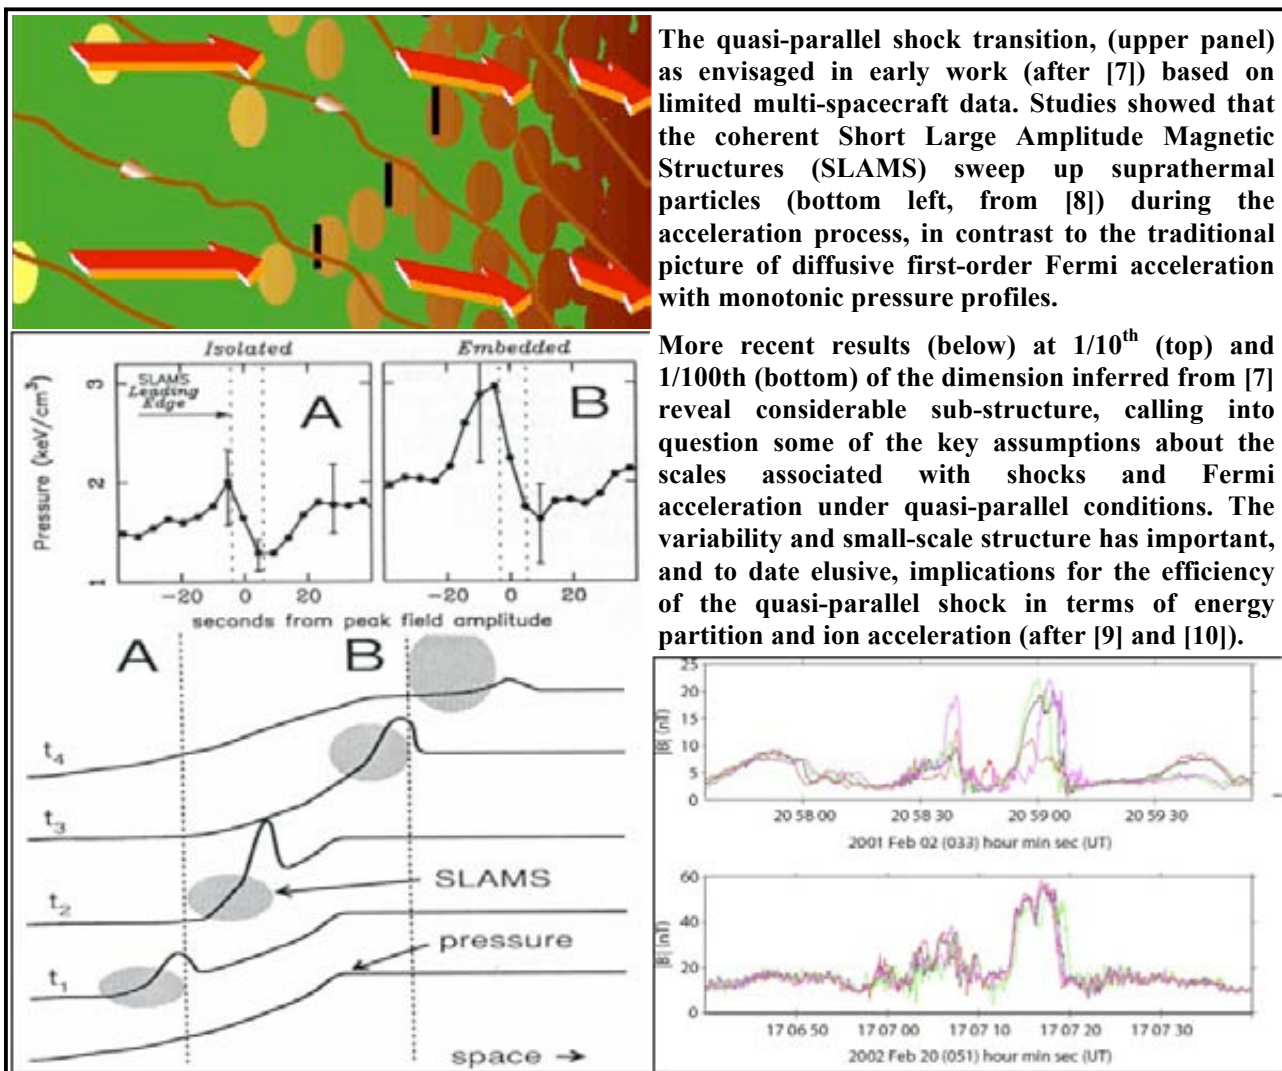 The quasi-parallel shock transition, (upper panel)
as envisaged in early work (after [7]) based on
limited multi-spacecraft data. Studies showed that
the coherent Short Large Amplitude Magnetic
Structures (SLAMS) sweep up suprathermal
particles (bottom left, from [8]) during the
acceleration process, in contrast to the traditional
picture of diffusive first-order Fermi acceleration
with monotonic pressure profiles.
More recent results (below) at 1/10th (top) and
1/100th (bottom) of the dimension inferred from [7]
reveal considerable sub-structure, calling into
question some of the key assumptions about the
scales associated with shocks and Fermi
acceleration under quasi-parallel conditions. The
variability and small-scale structure has important,
and to date elusive, implications for the efficiency
of the quasi-parallel shock in terms of energy
partition and ion acceleration (after [9] and [10]).
Isolated
Embedded
SLAMS
Leading
Edge
A
B
Pressure (keV/cm3)
3
2
1
-20 0 20
-20 0 20
seconds from peak field amplitude
A
B
t4
t3
t2
t1
SLAMS
pressure
space →
|B| (nT)
25
20
15
10
5
0
20 58 00
20 58 30
20 59 00
20 59 30
2001 Feb 02 (033) hour min sec (UT)
|B| (nT)
60
40
20
0
17 06 50
17 07 00
17 07 10
17 07 20
17 07 30
2002 Feb 20 (051) hour min sec (UT)